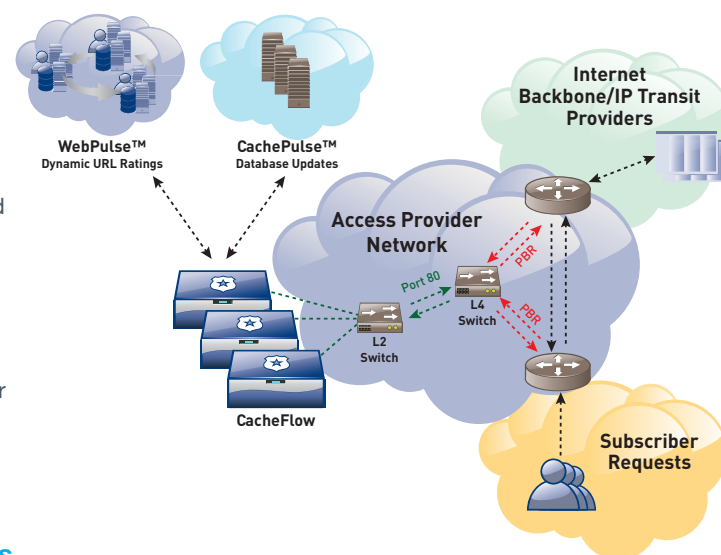 WebPulse™
Dynamic URL Ratings
CachePulse™
Database Updates
Internet
Backbone/IP Transit
Providers
Access Provider
Network
PBR
Port 80
L4
Switch
PBR
L2
Switch
CacheFlow
Subscriber
Requests